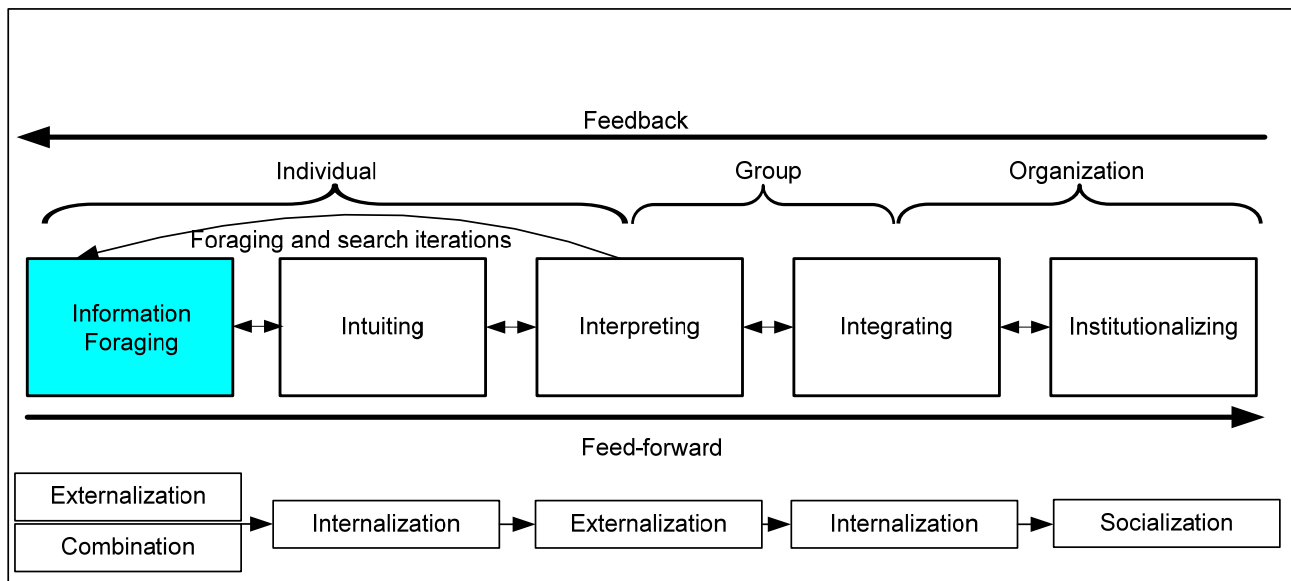 Feedback
Individual
Group
Organization
Foraging and search iterations
Information
Foraging
Intuiting
Interpreting
Integrating
Institutionalizing
Feed-forward
Externalization
Combination
Internalization
Externalization
Internalization
Socialization